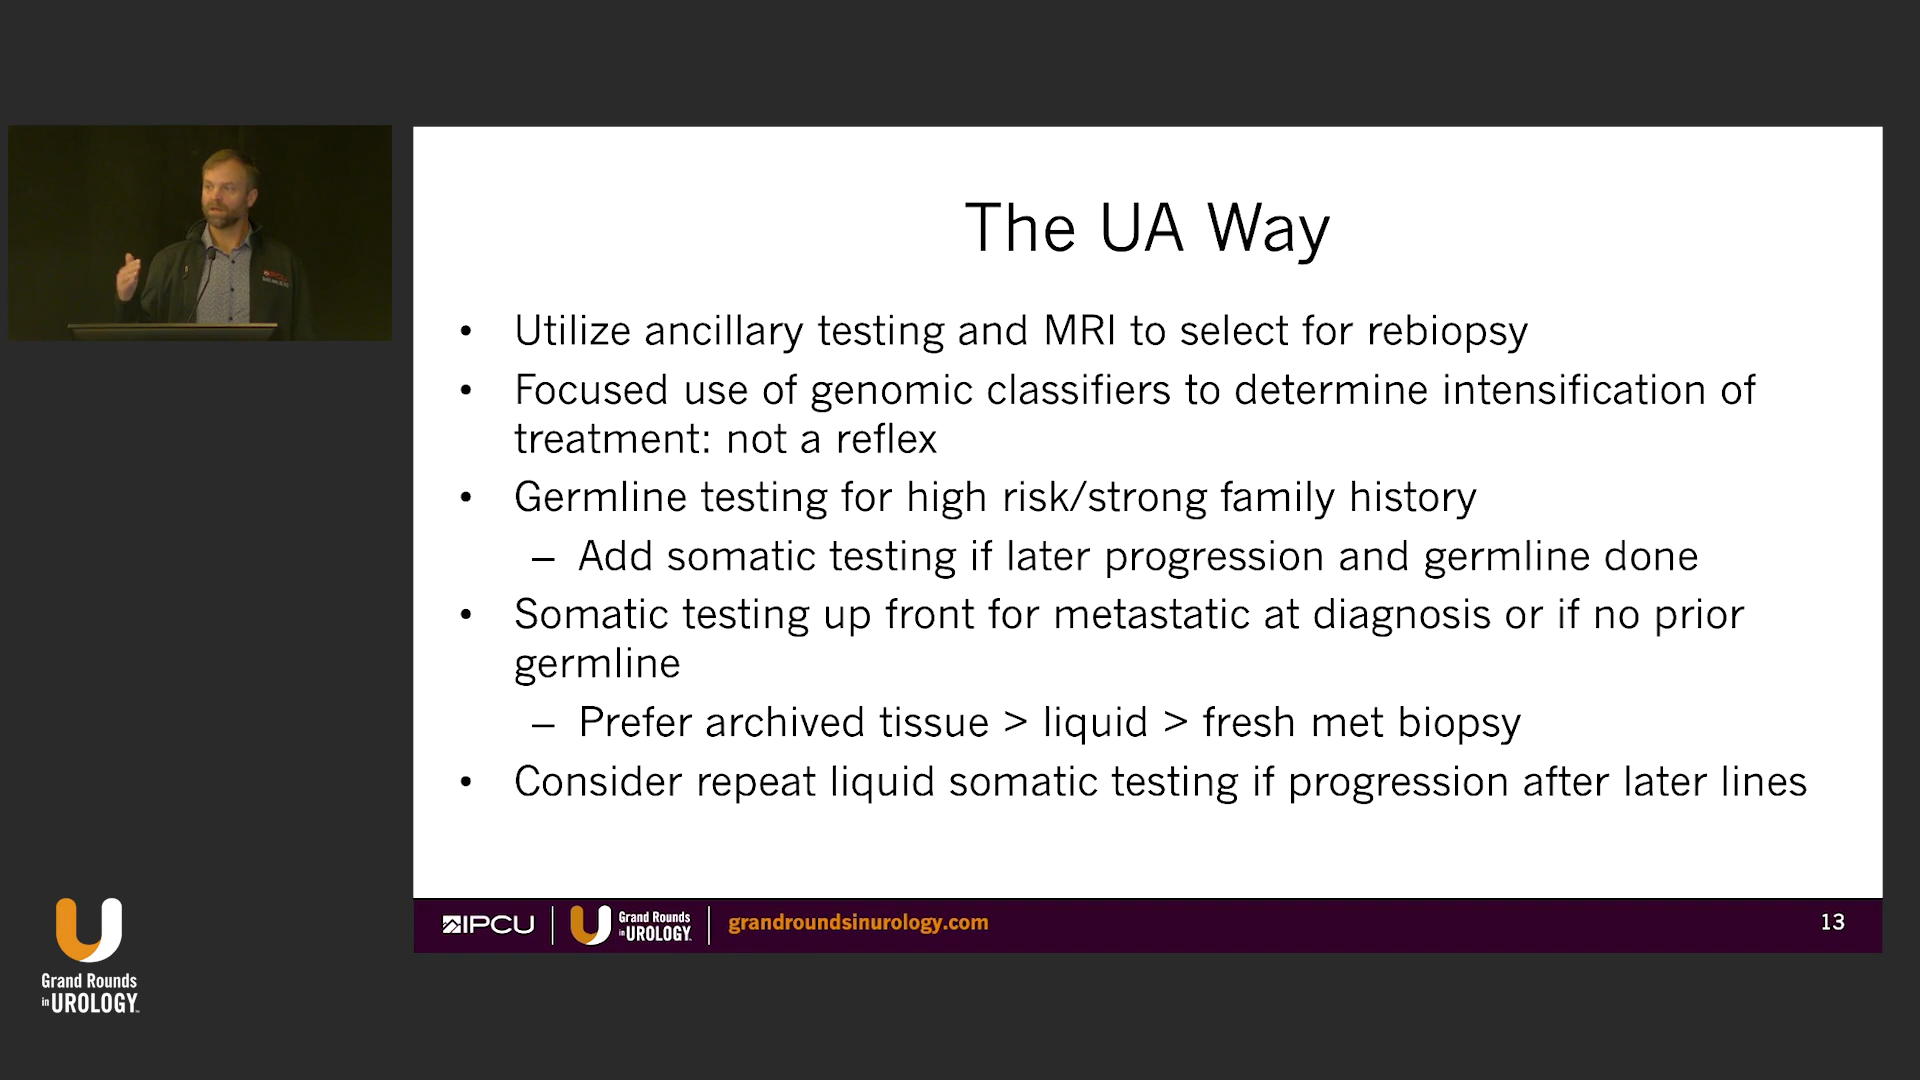 The UA Way
• Utilize ancillary testing and MRI to select for rebiopsy
• Focused use of genomic classifiers to determine intensification of
treatment: not a reflex
• Germline testing for high risk/strong family history
– Add somatic testing if later progression and germline done
• Somatic testing up front for metastatic at diagnosis or if no prior
germline
– Prefer archived tissue > liquid > fresh met biopsy
• Consider repeat liquid somatic testing if progression after later lines
IPCU
Grand Rounds
in UROLOGY
grandroundsinurology.com
13
Grand Rounds
in UROLOGY